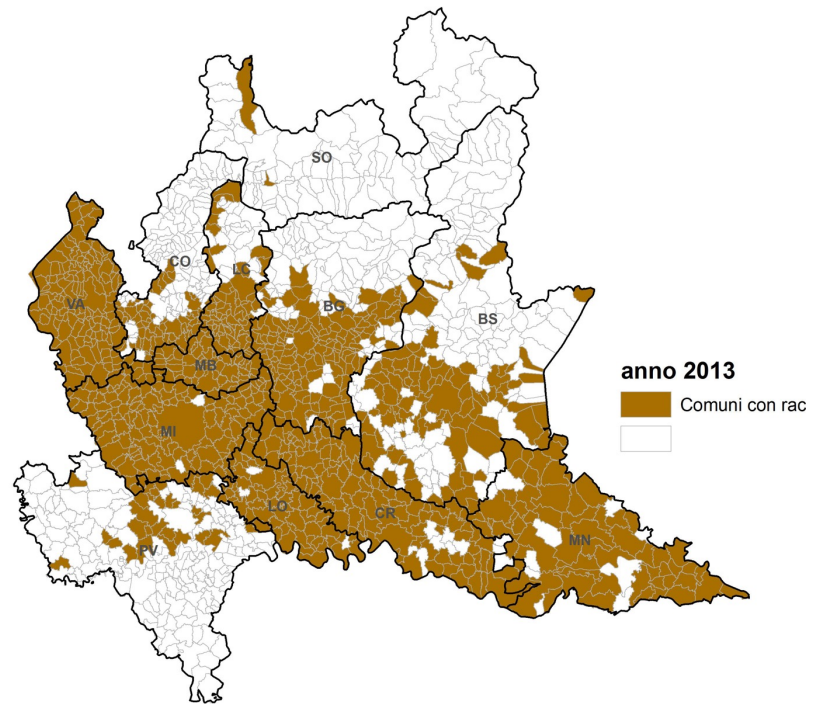 SO
CO
LC
VA
BG
BS
MB
MI
LO
CR
MN
PV
anno 2013
Comuni con rac